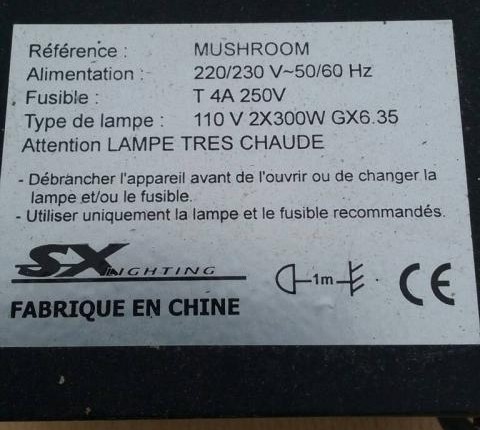 Référence : MUSHROOM
Alimentation : 220/230 V~50/60 Hz
Fusible : T 4A 250V
Type de lampe : 110 V 2X300W GX6.35
Attention LAMPE TRES CHAUDE
- Débrancher l'appareil avant de l'ouvrir ou de changer la
lampe et/ou le fusible.
- Utiliser uniquement la lampe et le fusible recommandés.
SX LIGHTING
1m
CE
FABRIQUE EN CHINE